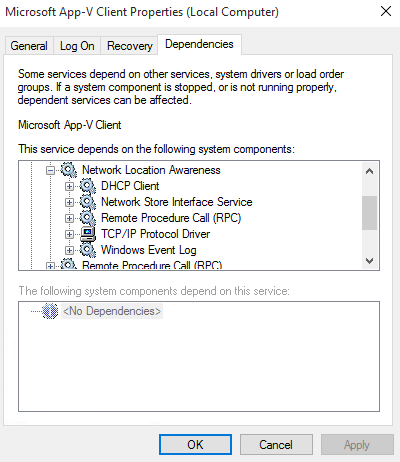 Microsoft App-V Client Properties (Local Computer)
General Log On Recovery Dependencies
Some services depend on other services, system drivers or load order
groups. If a system component is stopped, or is not running properly,
dependent services can be affected.
Microsoft App-V Client
This service depends on the following system components:
Network Location Awareness
DHCP Client
Network Store Interface Service
Remote Procedure Call (RPC)
TCP/IP Protocol Driver
Windows Event Log
Remote Procedure Call (RPC)
The following system components depend on this service:
<No Dependencies>
OK Cancel Apply